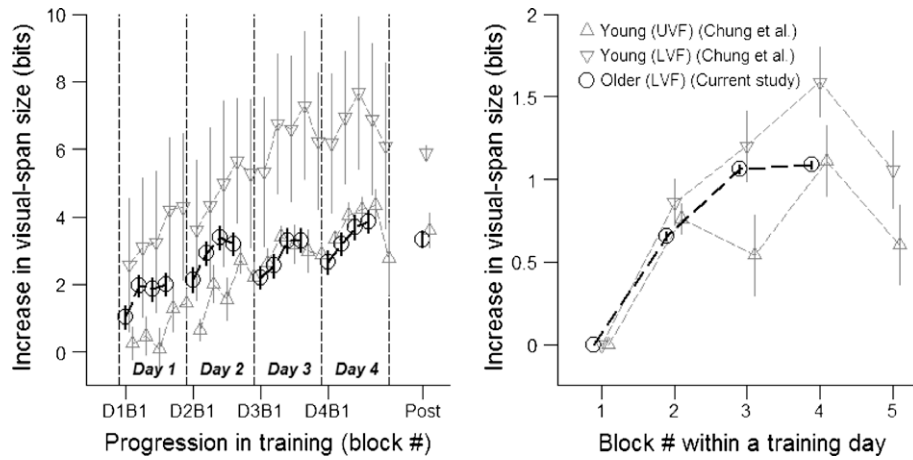 Increase in visual-span size (bits)
10
8
6
4
2
0
Day 1
Day 2
Day 3
Day 4
D1B1
D2B1
D3B1
D4B1
Post
Progression in training (block #)
Increase in visual-span size (bits)
2
1.5
1
0.5
0
Young (UVF) (Chung et al.)
Young (LVF) (Chung et al.)
Older (LVF) (Current study)
1
2
3
4
5
Block # within a training day